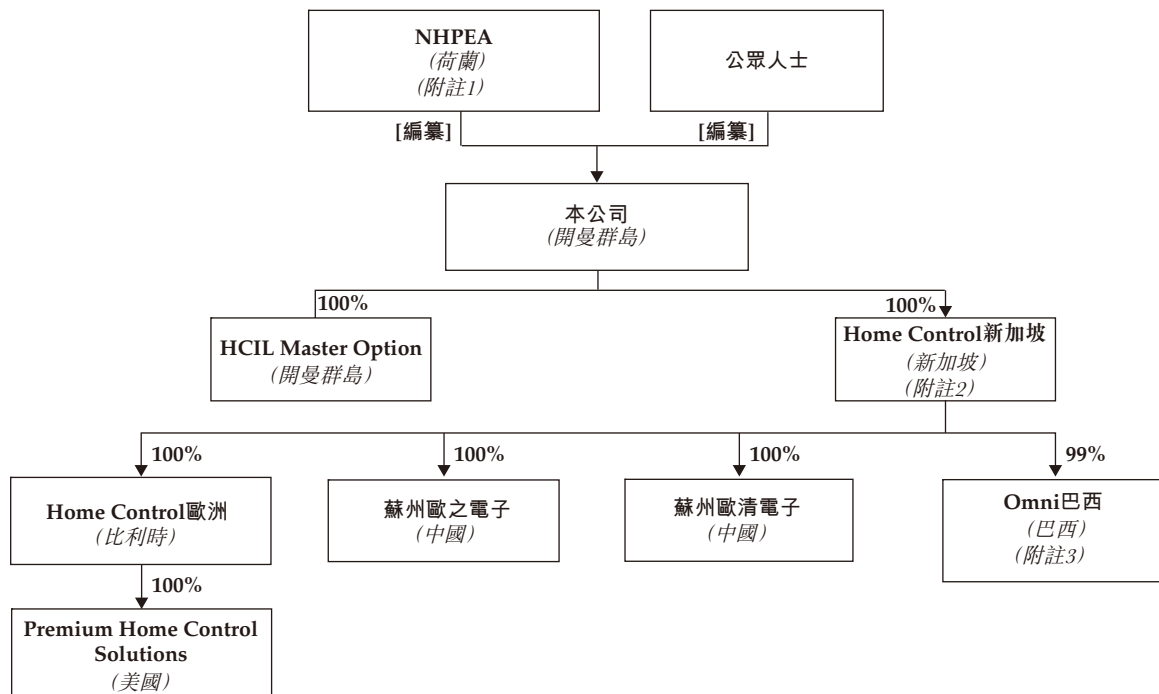 NHPEA
(荷蘭)
(附註1)
公眾人士
[編纂]
[編纂]
本公司
(開曼群島)
100%
100%
HCIL Master Option
(開曼群島)
Home Control新加坡
(新加坡)
(附註2)
100%
100%
100%
99%
Home Control歐洲
(比利時)
蘇州歐之電子
(中國)
蘇州歐清電子
(中國)
Omni巴西
(巴西)
(附註3)
100%
Premium Home Control
Solutions
(美國)